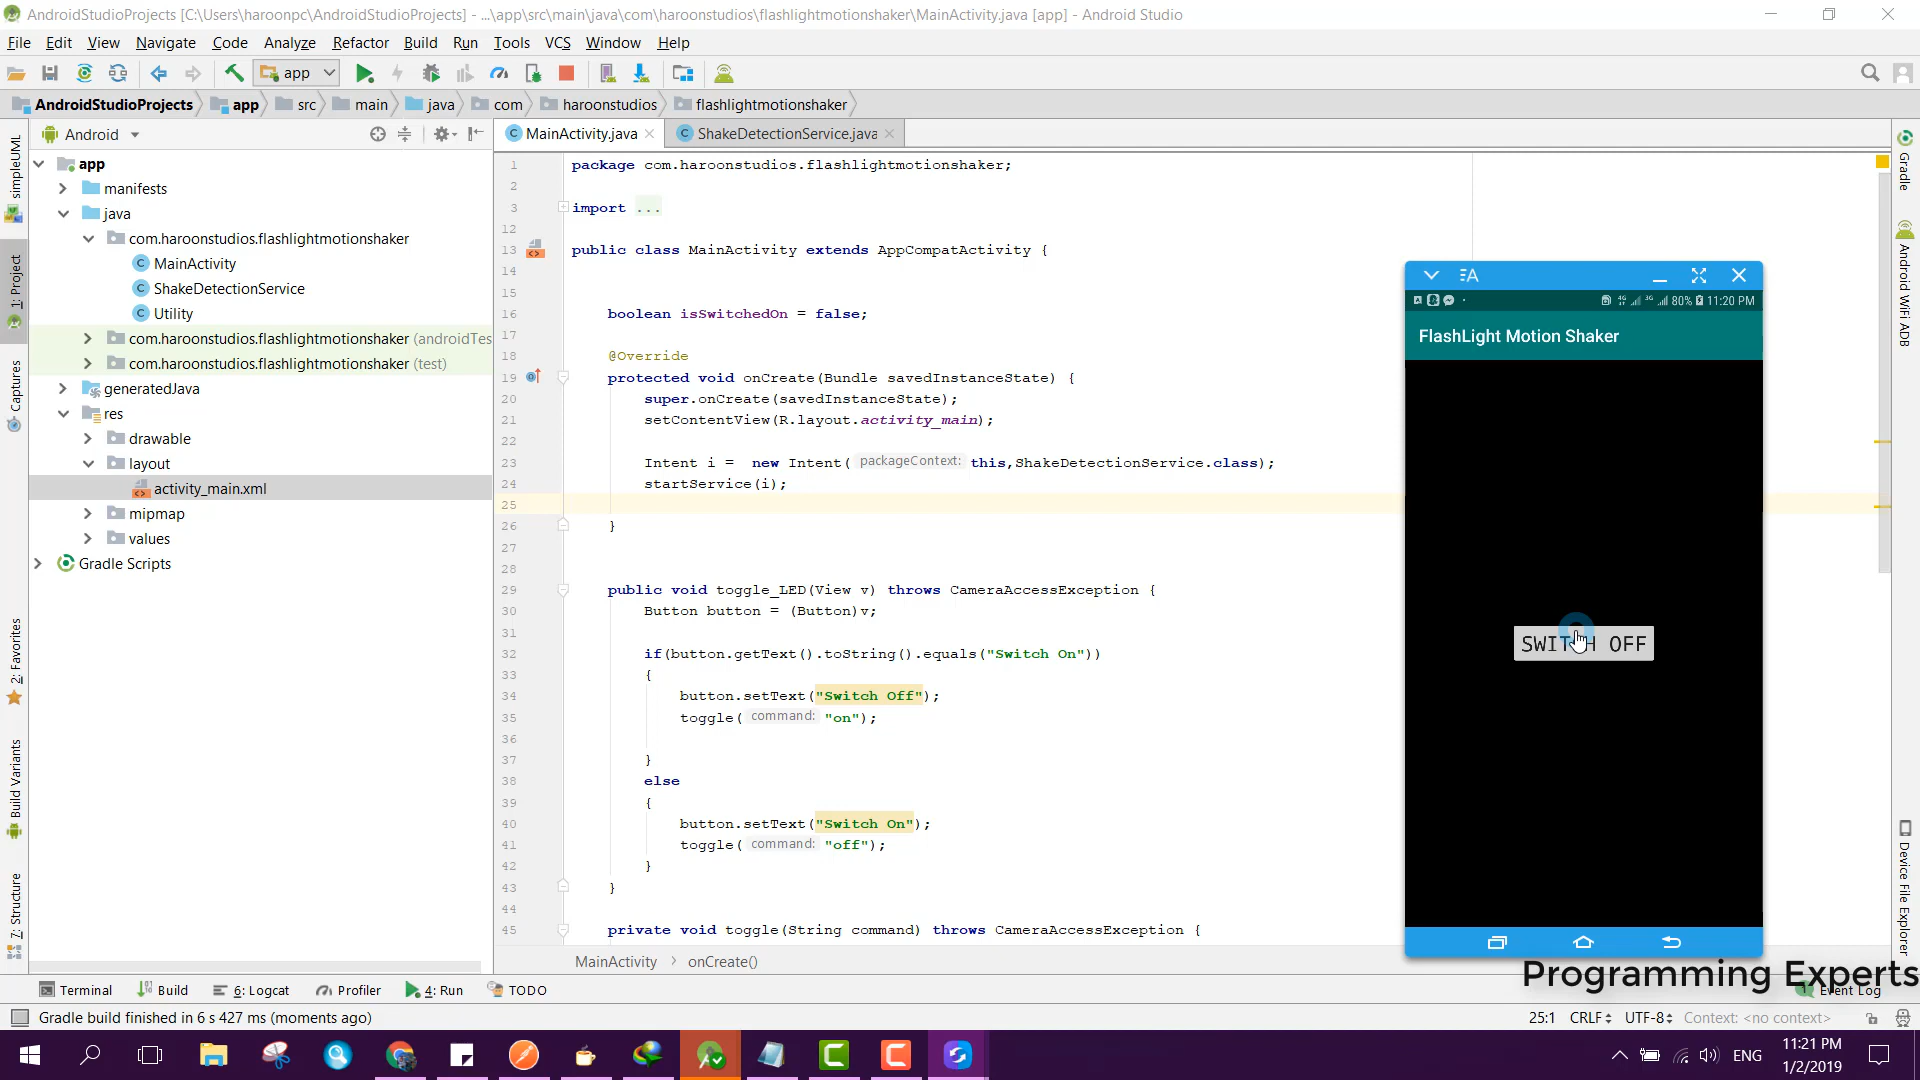 AndroidStudioProjects [C:\Users\haroonpc\AndroidStudioProjects] - ...\app\src\main\java\com\haroonstudios\flashlightmotionshaker\MainActivity.java [app] - Android Studio
File Edit View Navigate Code Analyze Refactor Build Run Tools VCS Window Help
app
AndroidStudioProjects app src main java com haroonstudios flashlightmotionshaker
Android
MainActivity.java ShakeDetectionService.java
simpleUML
1: Project
Captures
2: Favorites
Build Variants
7: Structure
app
manifests
java
com.haroonstudios.flashlightmotionshaker
MainActivity
ShakeDetectionService
Utility
com.haroonstudios.flashlightmotionshaker (androidTes
com.haroonstudios.flashlightmotionshaker (test)
generatedJava
res
drawable
layout
activity_main.xml
mipmap
values
Gradle Scripts
1 package com.haroonstudios.flashlightmotionshaker;
2
3 import ...
12
13 public class MainActivity extends AppCompatActivity {
14
15
16 boolean isSwitchedOn = false;
17
18 @Override
19 protected void onCreate(Bundle savedInstanceState) {
20 super.onCreate(savedInstanceState);
21 setContentView(R.layout.activity_main);
22
23 Intent i = new Intent( packageContext: this,ShakeDetectionService.class);
24 startService(i);
25
26 }
27
28
29 public void toggle_LED(View v) throws CameraAccessException {
30 Button button = (Button)v;
31
32 if(button.getText().toString().equals("Switch On"))
33 {
34 button.setText("Switch Off");
35 toggle( command: "on");
36
37 }
38 else
39 {
40 button.setText("Switch On");
41 toggle( command: "off");
42 }
43 }
44
45 private void toggle(String command) throws CameraAccessException {
MainActivity > onCreate()
80% 11:20 PM
FlashLight Motion Shaker
SWITCH OFF
Gradle
Android WiFi ADB
Device File Explorer
Programming Experts
Terminal Build 6: Logcat Profiler 4: Run TODO Event Log
Gradle build finished in 6 s 427 ms (moments ago) 25:1 CRLF UTF-8 Context: <no context>
ENG 11:21 PM
1/2/2019